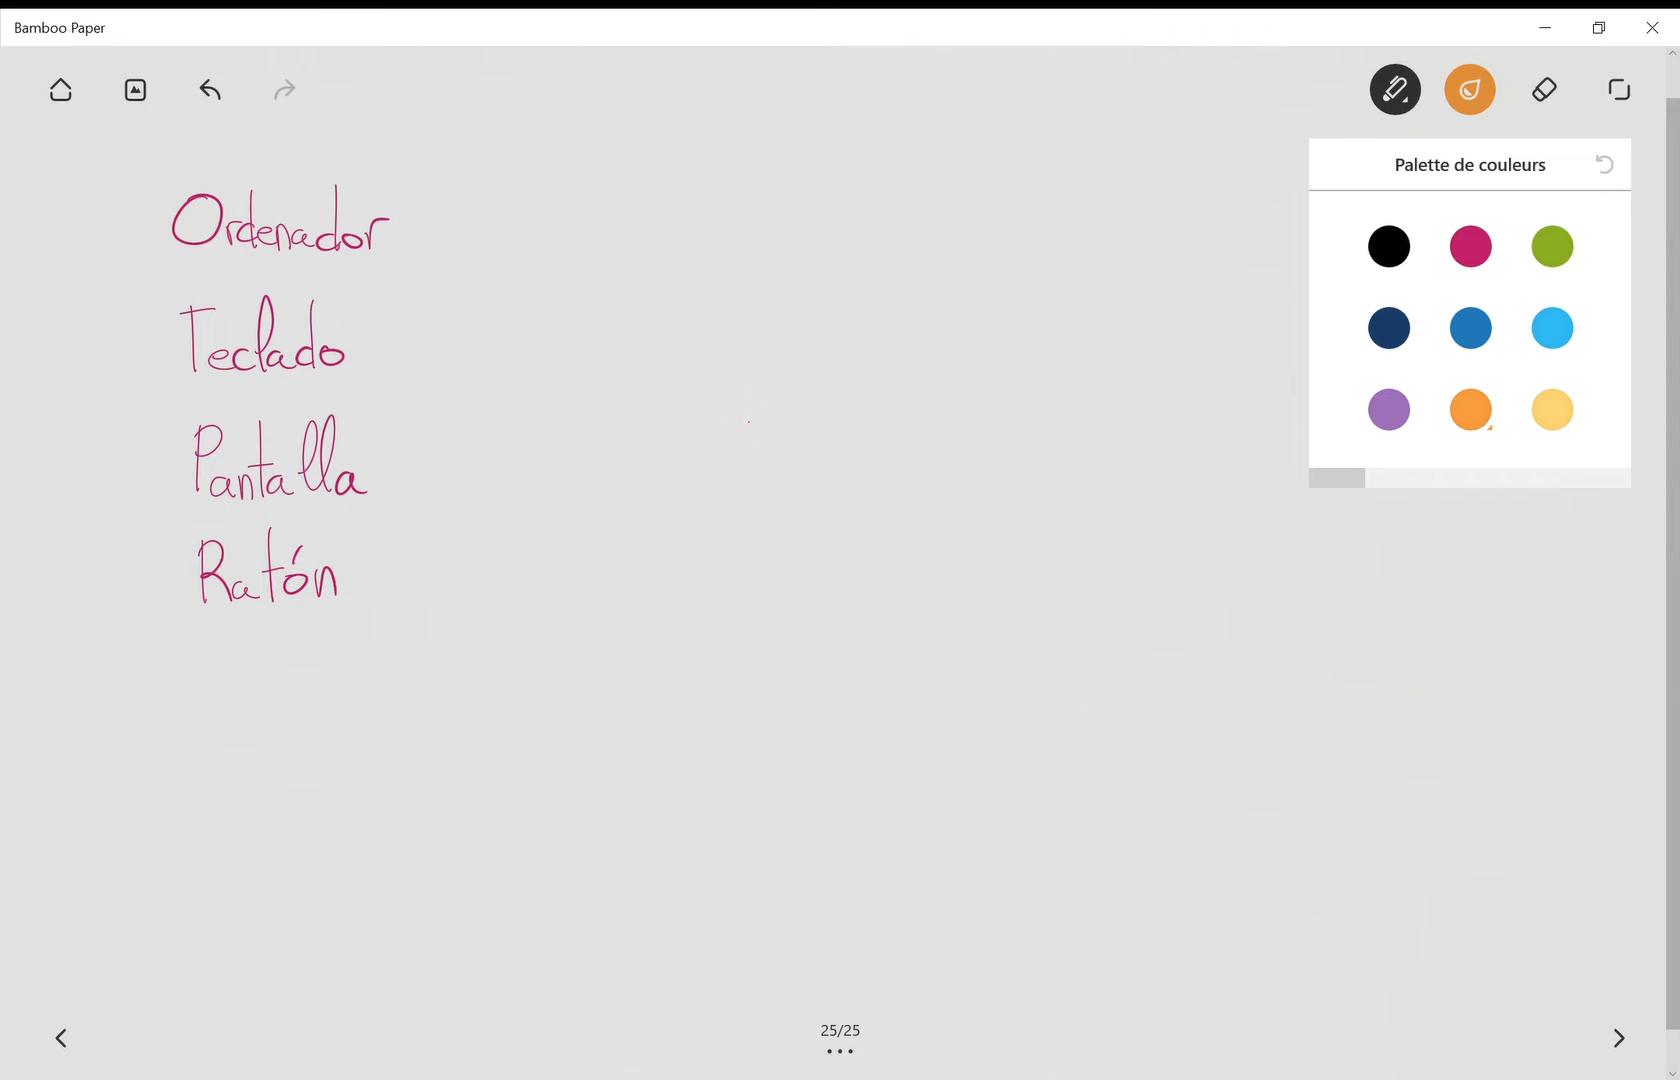 Bamboo Paper
Palette de couleurs
Ordenador
Teclado
Pantalla
Ratón
25/25